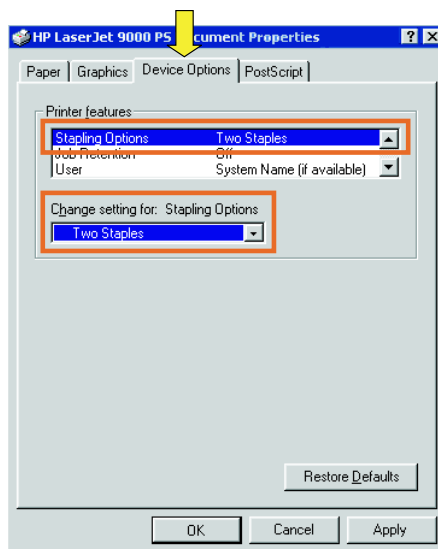 HP LaserJet 9000 PS Document Properties ? X
Paper Graphics Device Options PostScript
Printer features
Stapling Options Two Staples
Job Retention Off
User System Name (if available)
Change setting for: Stapling Options
Two Staples
Restore Defaults
OK Cancel Apply